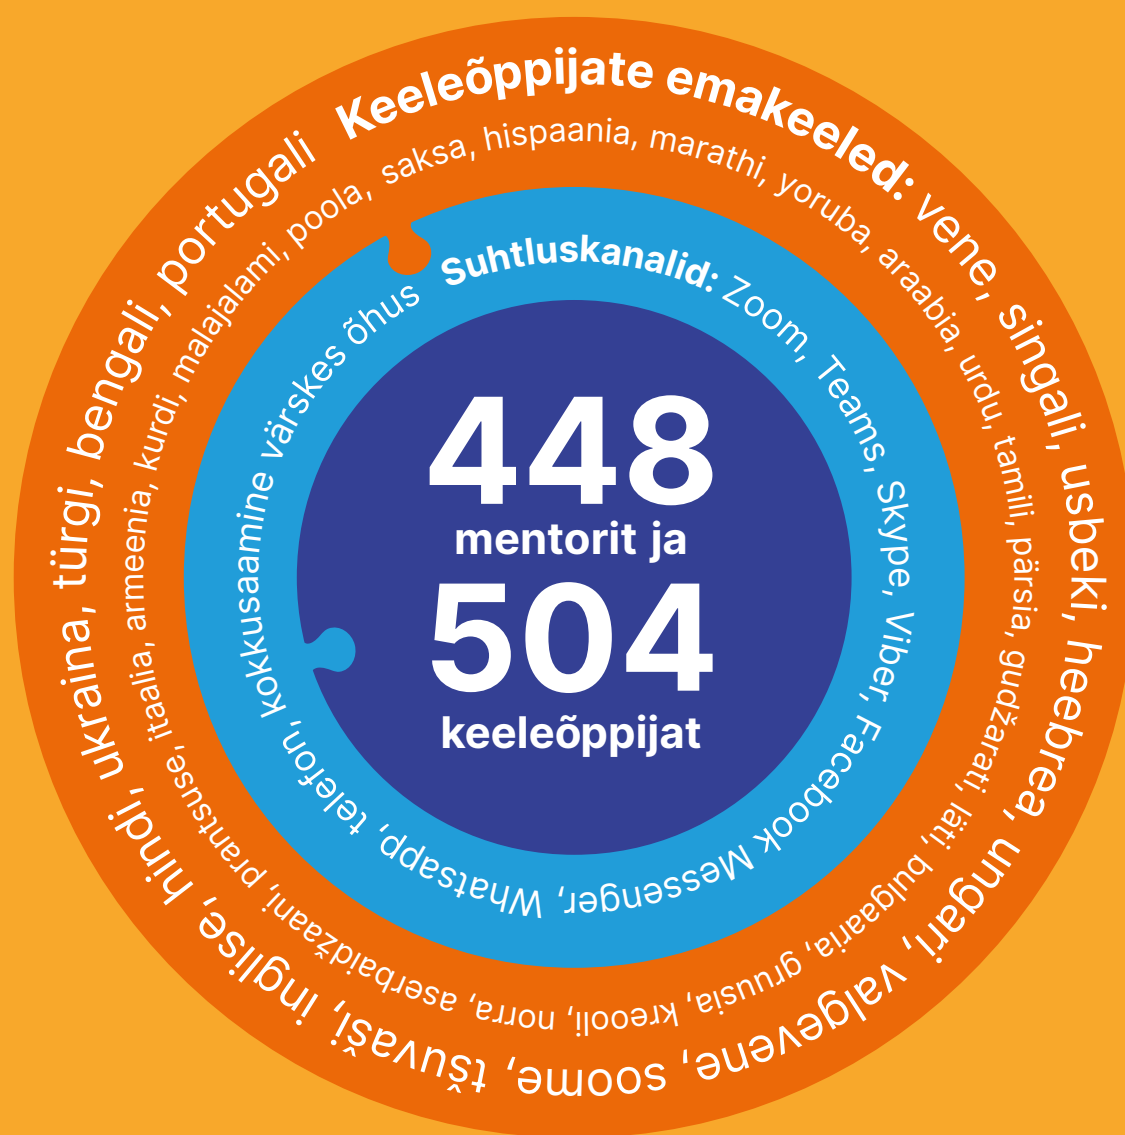 Keeleõppijate emakeeled: vene, singali, usbeki, heebrea, ungari, valgevene, soome, tšuvaši, inglise, hindi, ukraina, türgi, bengali, portugali
saksa, hispaania, marathi, yoruba, araabia, urdu, tamili, pärsia, gudžarati, läti, bulgaaria, gruusia, kreooli, norra, aserbaidžaani, prantsuse, itaalia, armeenia, kurdi, malajalami, poola,
Suhtluskanalid: Zoom, Teams, Skype, Viber, Facebook Messenger, Whatsapp, telefon, kokkusaamine värskes õhus
448
mentorit ja
504
keeleõppijat